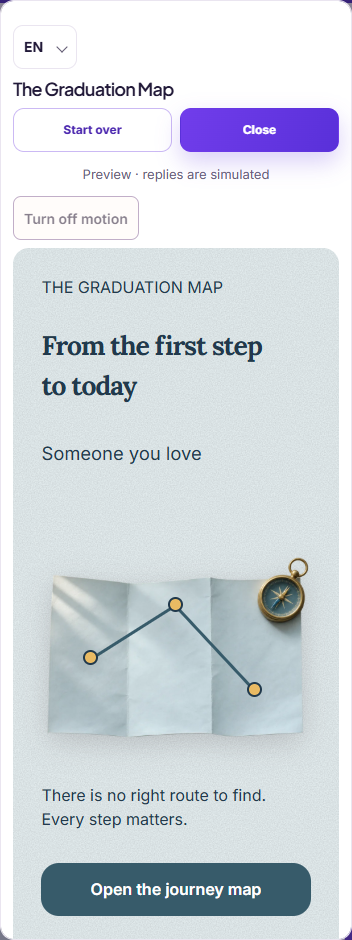 EN
The Graduation Map
Start over
Close
Preview · replies are simulated
Turn off motion
THE GRADUATION MAP
From the first step
to today
Someone you love
There is no right route to find.
Every step matters.
Open the journey map